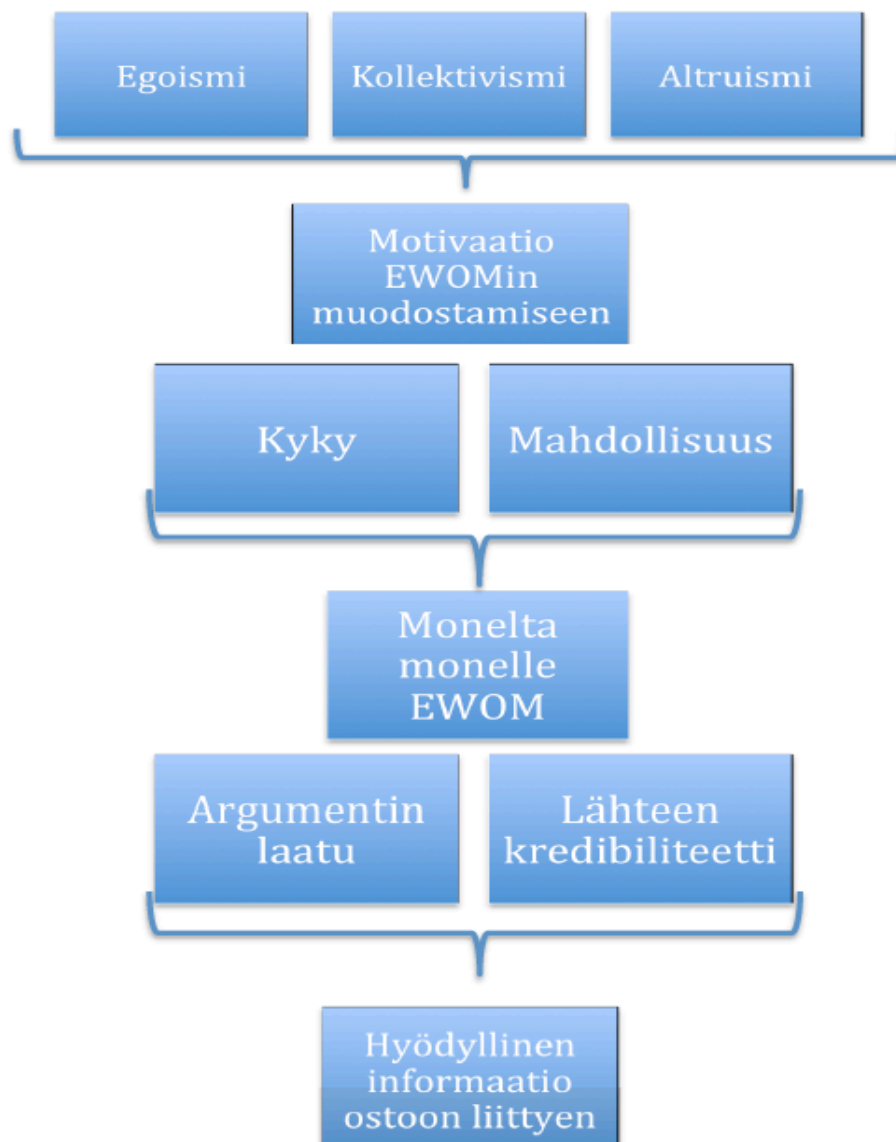 Egoismi
Kollektivismi
Altruismi
Motivaatio
EWOMin
muodostamiseen
Kyky
Mahdollisuus
Monelta
monelle
EWOM
Argumentin
laatu
Lähteen
kredibiliteetti
Hyödyllinen
informaatio
ostoon liittyen